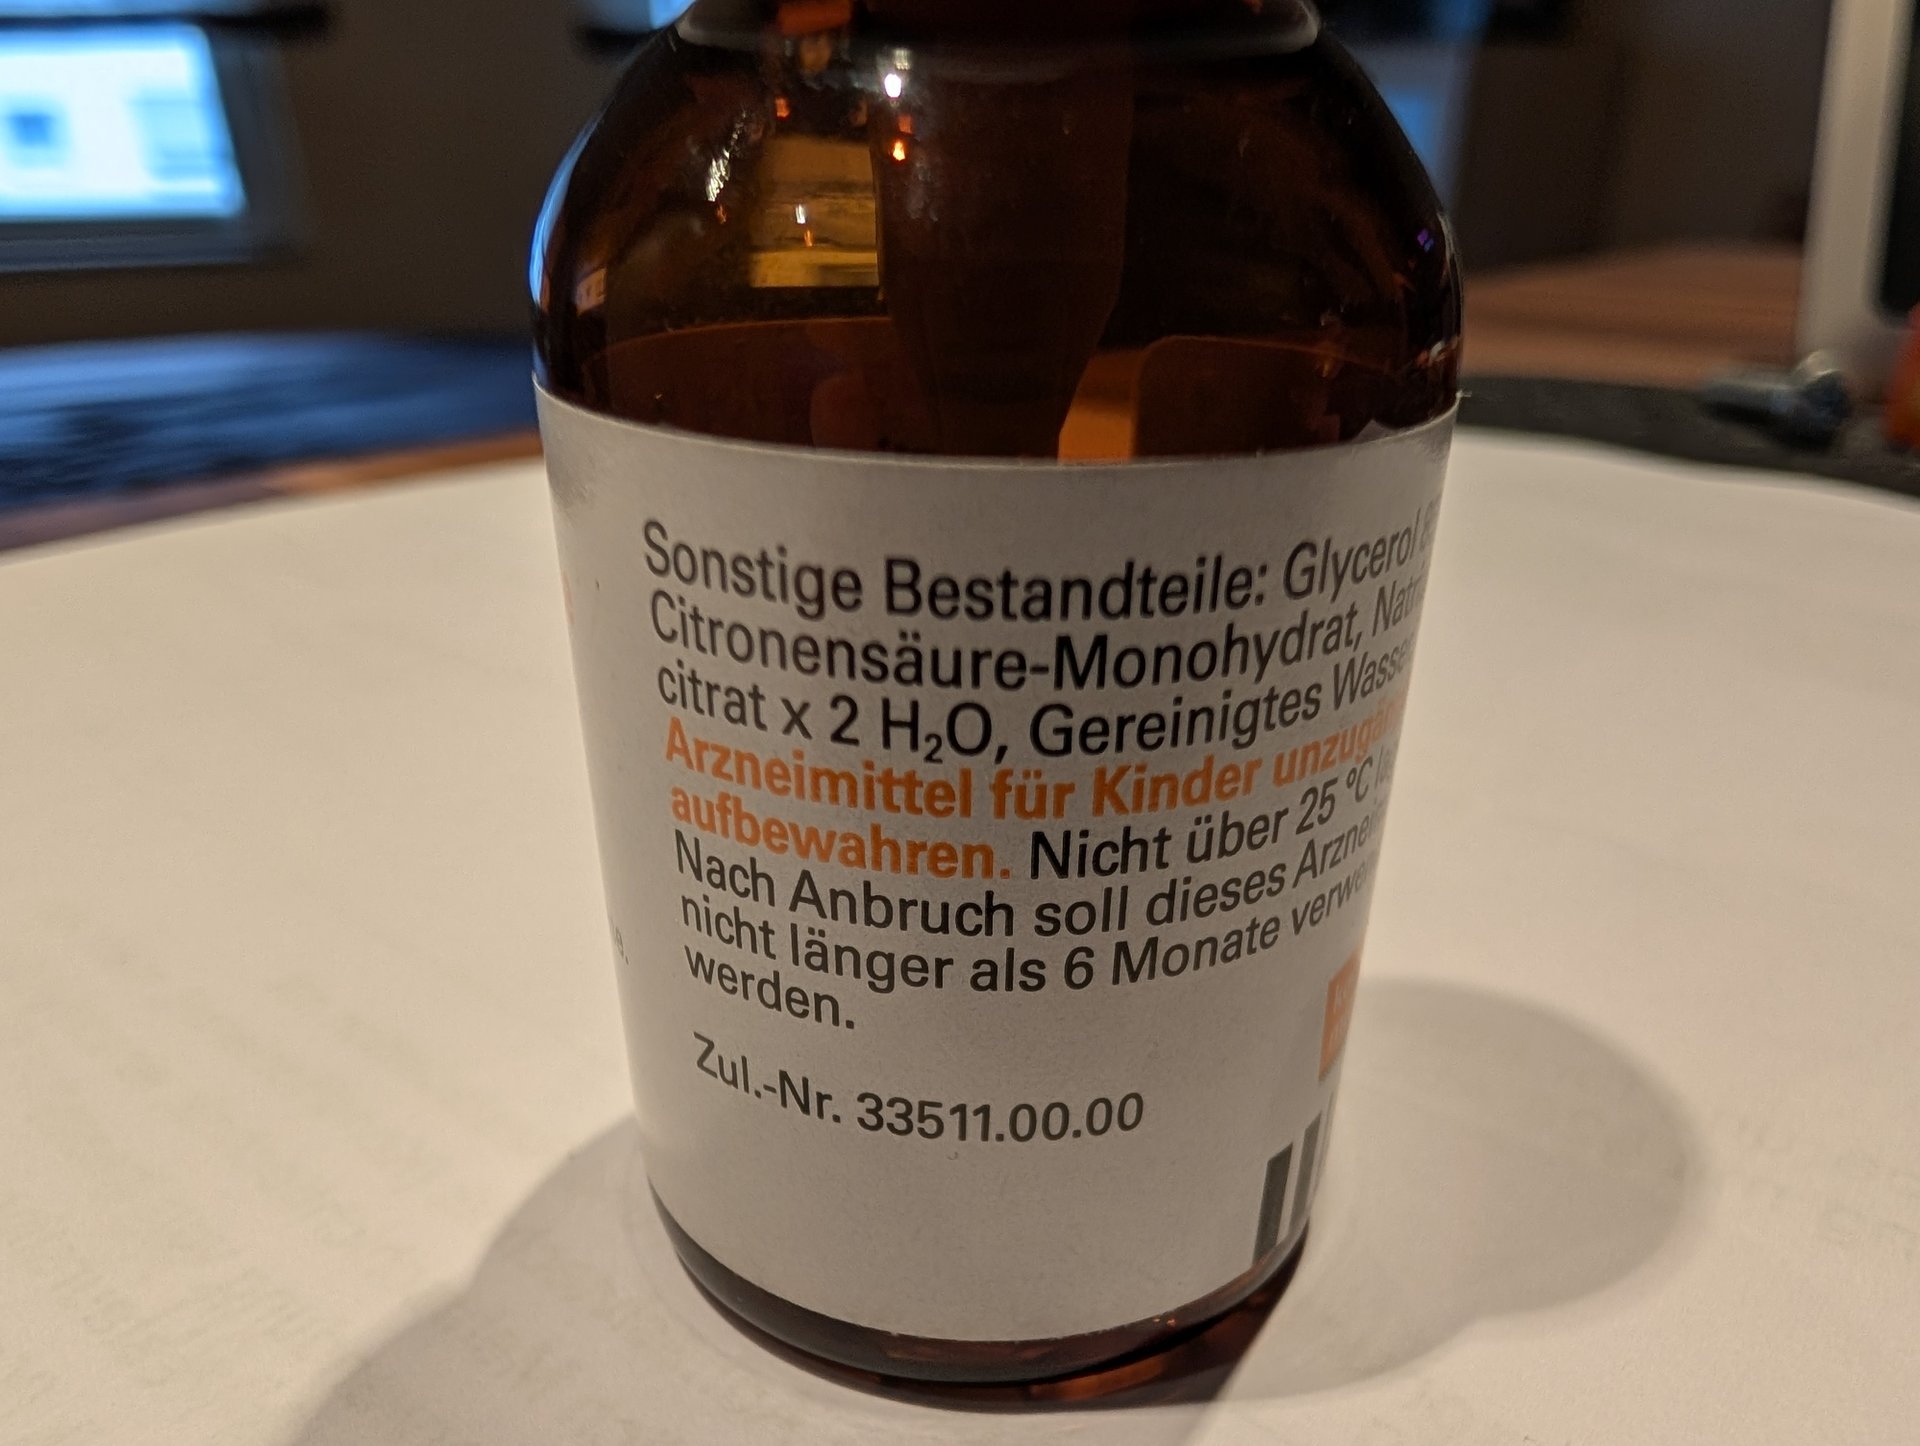 Sonstige Bestandteile: Glycerol
Citronensäure-Monohydrat,
citrat x 2 H₂O, Gereinigtes
Arzneimittel für Kinder
aufbewahren. Nicht über 25 °C
Nach Anbruch soll dieses
nicht länger als 6 Monate
werden.
Zul.-Nr. 33511.00.00